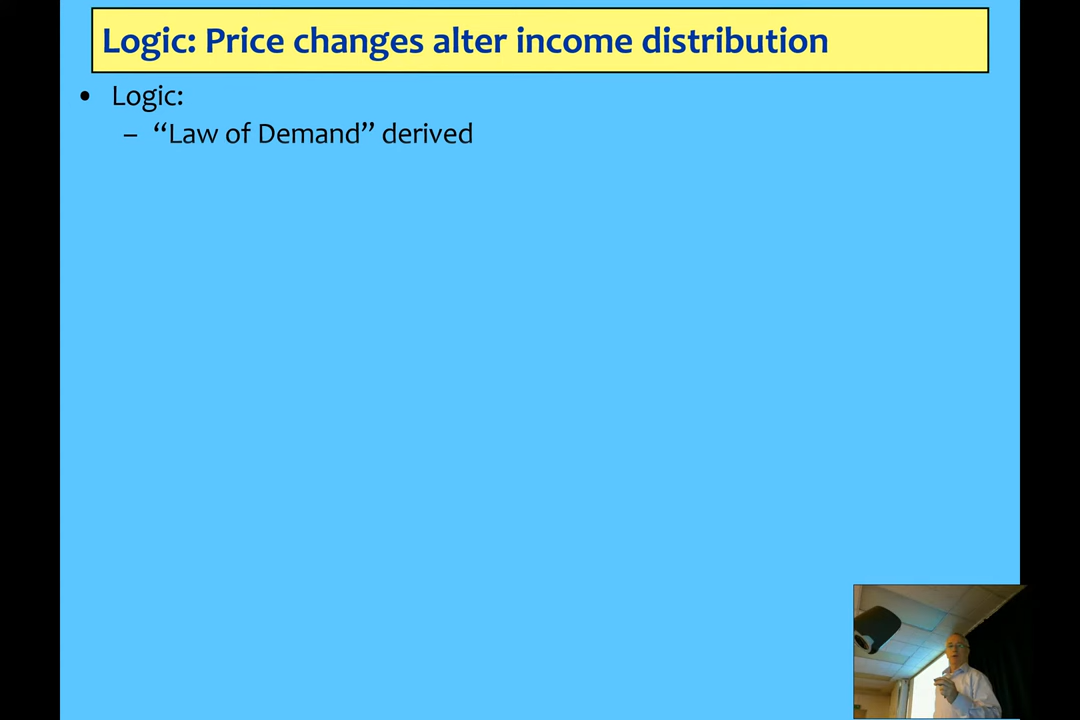 Logic: Price changes alter income distribution
• Logic:
– “Law of Demand” derived